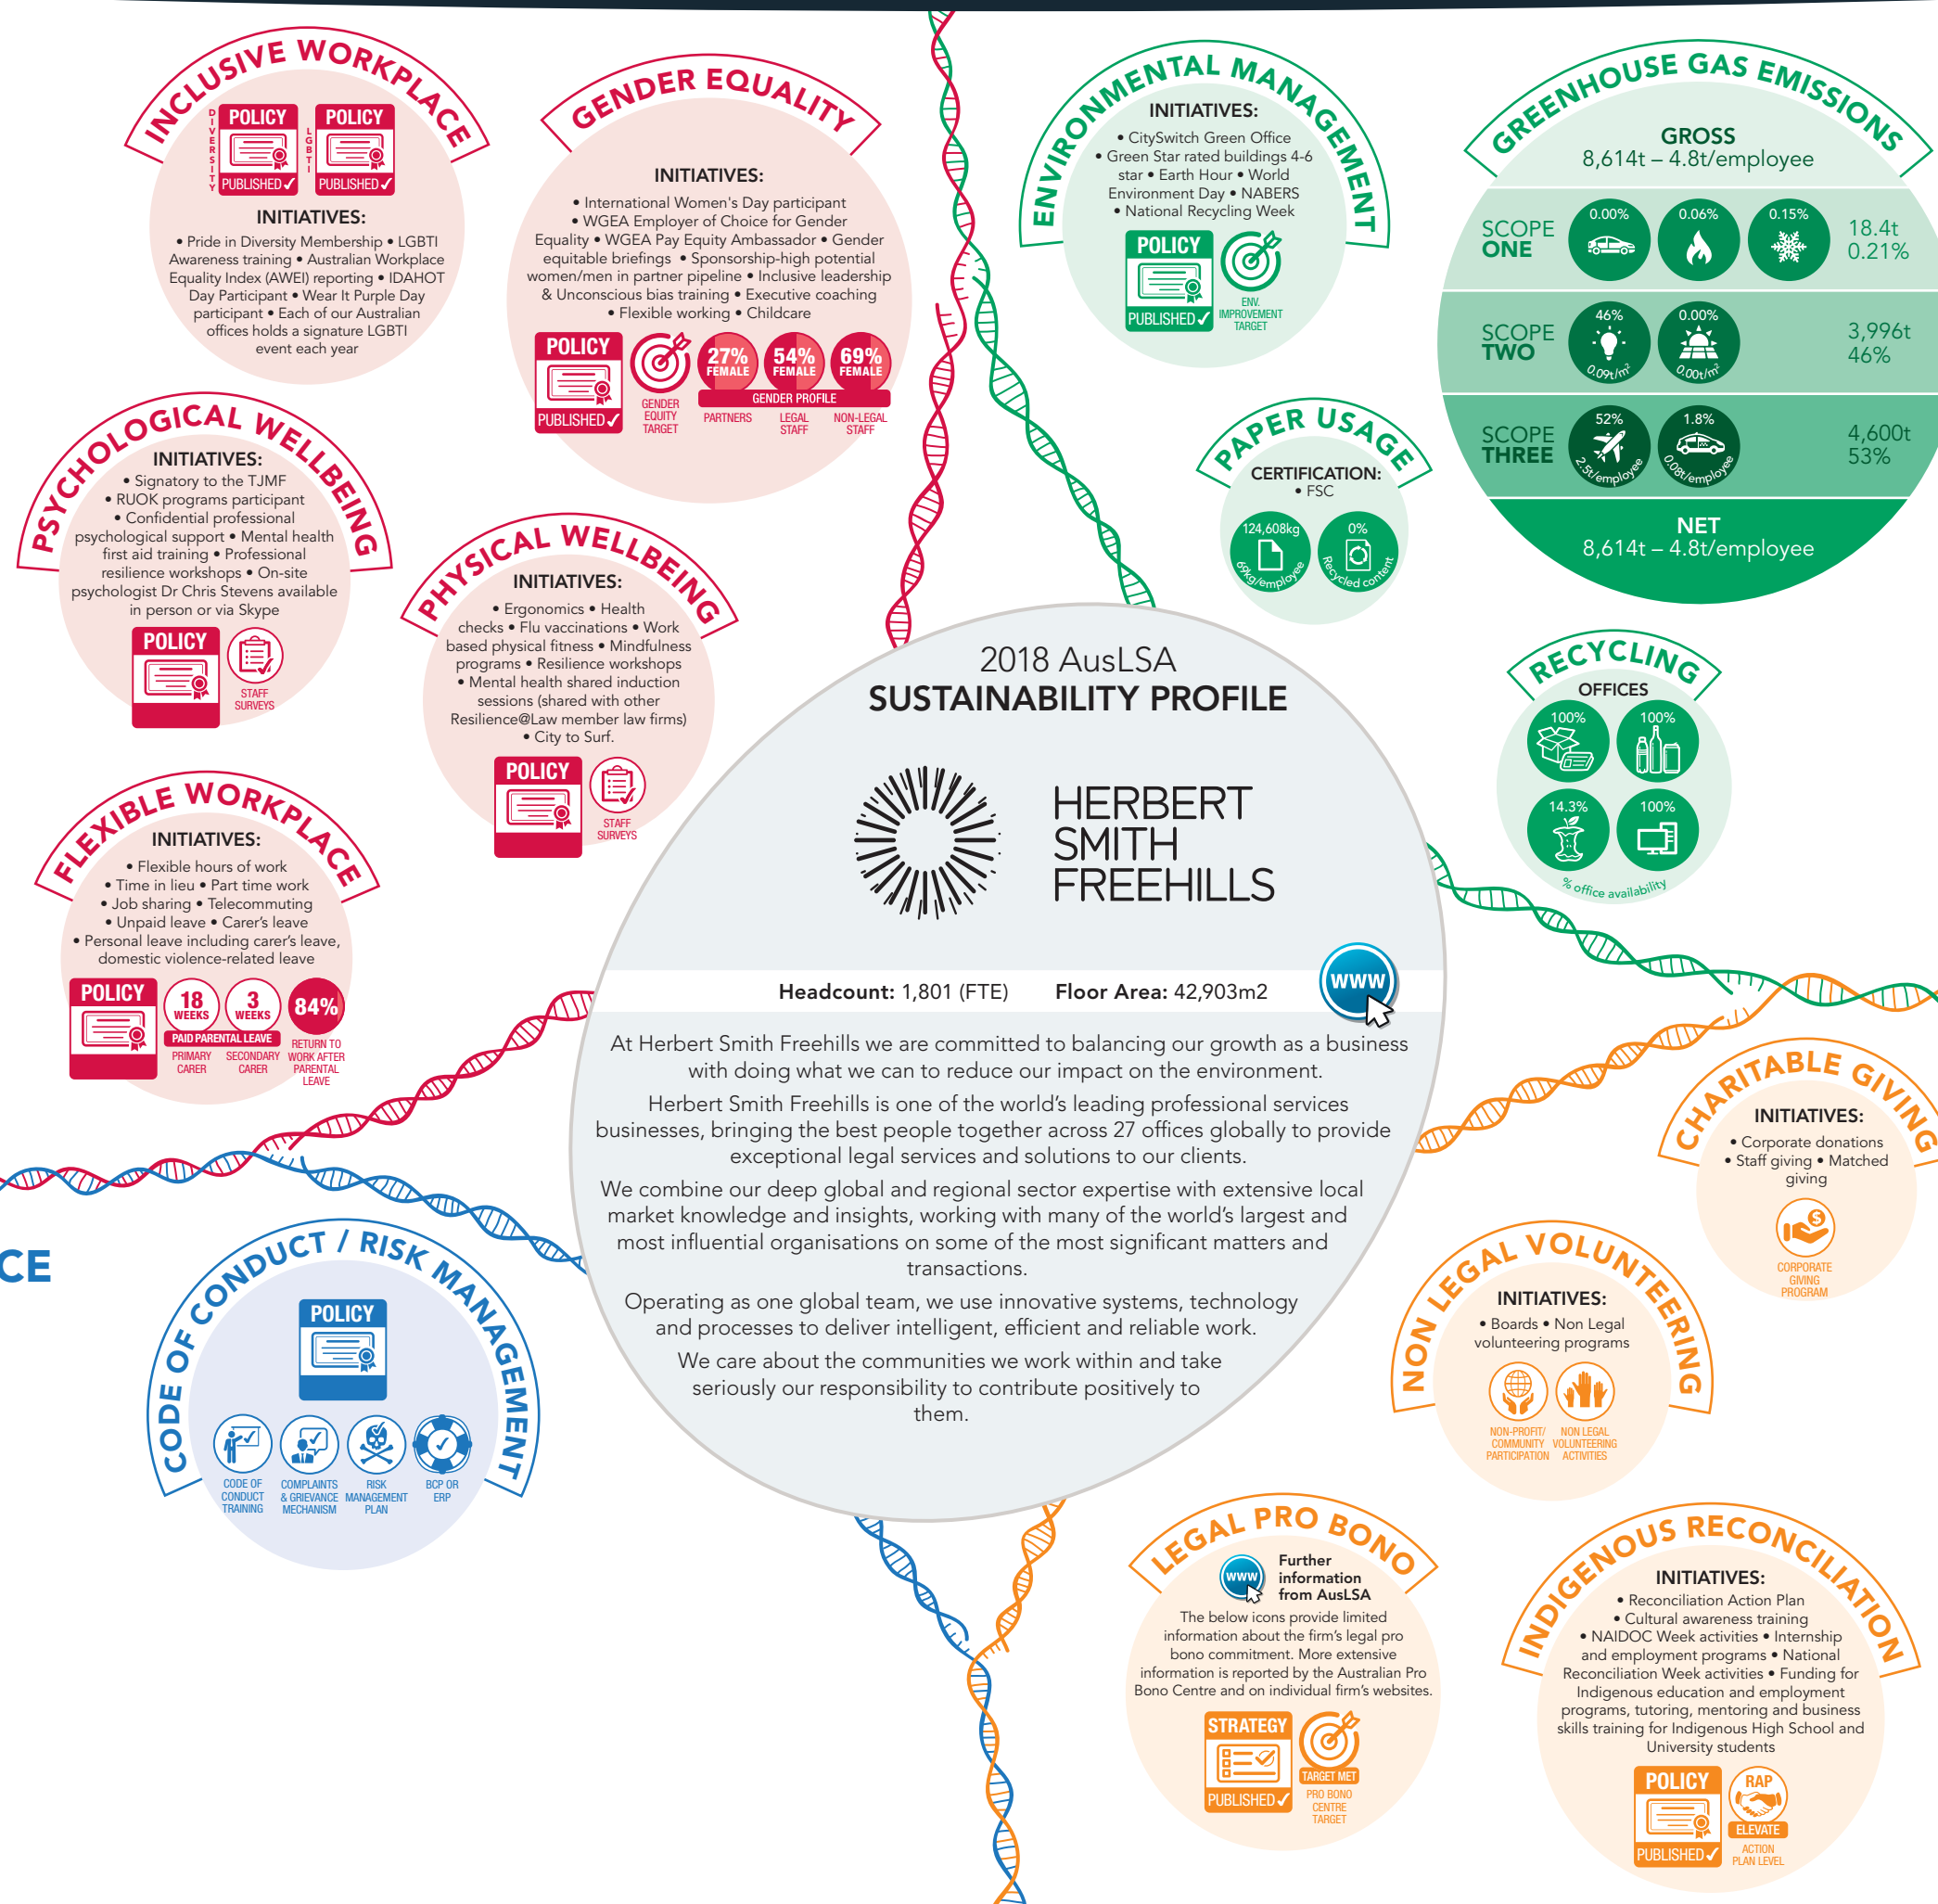 INCLUSIVE WORKPLACE
DIVERSITY
POLICY
PUBLISHED
LGBTI
POLICY
PUBLISHED
INITIATIVES:
• Pride in Diversity Membership • LGBTI
Awareness training • Australian Workplace
Equality Index (AWEI) reporting • IDAHOT
Day Participant • Wear It Purple Day
participant • Each of our Australian
offices holds a signature LGBTI
event each year
GENDER EQUALITY
INITIATIVES:
• International Women's Day participant
• WGEA Employer of Choice for Gender
Equality • WGEA Pay Equity Ambassador • Gender
equitable briefings • Sponsorship-high potential
women/men in partner pipeline • Inclusive leadership
& Unconscious bias training • Executive coaching
• Flexible working • Childcare
POLICY
PUBLISHED
GENDER
EQUITY
TARGET
27%
FEMALE
54%
FEMALE
69%
FEMALE
GENDER PROFILE
PARTNERS
LEGAL
STAFF
NON-LEGAL
STAFF
ENVIRONMENTAL MANAGEMENT
INITIATIVES:
• CitySwitch Green Office
• Green Star rated buildings 4-6
star • Earth Hour • World
Environment Day • NABERS
• National Recycling Week
POLICY
PUBLISHED
ENV.
IMPROVEMENT
TARGET
GREENHOUSE GAS EMISSIONS
GROSS
8,614t – 4.8t/employee
SCOPE
ONE
0.00%
0.06%
0.15%
18.4t
0.21%
SCOPE
TWO
46%
0.09t/m²
0.00%
0.00t/m²
3,996t
46%
SCOPE
THREE
52%
2.5t/employee
1.8%
0.08t/employee
4,600t
53%
NET
8,614t – 4.8t/employee
PSYCHOLOGICAL WELLBEING
INITIATIVES:
• Signatory to the TJMF
• RUOK programs participant
• Confidential professional
psychological support • Mental health
first aid training • Professional
resilience workshops • On-site
psychologist Dr Chris Stevens available
in person or via Skype
POLICY
STAFF
SURVEYS
PHYSICAL WELLBEING
INITIATIVES:
• Ergonomics • Health
checks • Flu vaccinations • Work
based physical fitness • Mindfulness
programs • Resilience workshops
• Mental health shared induction
sessions (shared with other
Resilience@Law member law firms)
• City to Surf.
POLICY
STAFF
SURVEYS
PAPER USAGE
CERTIFICATION:
• FSC
124,608kg
69kg/employee
0%
Recycled content
RECYCLING
OFFICES
100%
100%
14.3%
100%
% office availability
FLEXIBLE WORKPLACE
INITIATIVES:
• Flexible hours of work
• Time in lieu • Part time work
• Job sharing • Telecommuting
• Unpaid leave • Carer's leave
• Personal leave including carer's leave,
domestic violence-related leave
POLICY
18
WEEKS
3
WEEKS
PAID PARENTAL LEAVE
PRIMARY
CARER
SECONDARY
CARER
84%
RETURN TO
WORK AFTER
PARENTAL
LEAVE
2018 AusLSA
SUSTAINABILITY PROFILE
HERBERT
SMITH
FREEHILLS
Headcount: 1,801 (FTE) Floor Area: 42,903m2
www
At Herbert Smith Freehills we are committed to balancing our growth as a business
with doing what we can to reduce our impact on the environment.
Herbert Smith Freehills is one of the world's leading professional services
businesses, bringing the best people together across 27 offices globally to provide
exceptional legal services and solutions to our clients.
We combine our deep global and regional sector expertise with extensive local
market knowledge and insights, working with many of the world's largest and
most influential organisations on some of the most significant matters and
transactions.
Operating as one global team, we use innovative systems, technology
and processes to deliver intelligent, efficient and reliable work.
We care about the communities we work within and take
seriously our responsibility to contribute positively to
them.
CE
CODE OF CONDUCT / RISK MANAGEMENT
POLICY
CODE OF
CONDUCT
TRAINING
COMPLAINTS
& GRIEVANCE
MECHANISM
RISK
MANAGEMENT
PLAN
BCP OR
ERP
CHARITABLE GIVING
INITIATIVES:
• Corporate donations
• Staff giving • Matched
giving
CORPORATE
GIVING
PROGRAM
NON LEGAL VOLUNTEERING
INITIATIVES:
• Boards • Non Legal
volunteering programs
NON-PROFIT/
COMMUNITY
PARTICIPATION
NON LEGAL
VOLUNTEERING
ACTIVITIES
LEGAL PRO BONO
www
Further
information
from AusLSA
The below icons provide limited
information about the firm's legal pro
bono commitment. More extensive
information is reported by the Australian Pro
Bono Centre and on individual firm's websites.
STRATEGY
PUBLISHED
TARGET MET
PRO BONO
CENTRE
TARGET
INDIGENOUS RECONCILIATION
INITIATIVES:
• Reconciliation Action Plan
• Cultural awareness training
• NAIDOC Week activities • Internship
and employment programs • National
Reconciliation Week activities • Funding for
Indigenous education and employment
programs, tutoring, mentoring and business
skills training for Indigenous High School and
University students
POLICY
PUBLISHED
RAP
ELEVATE
ACTION
PLAN LEVEL